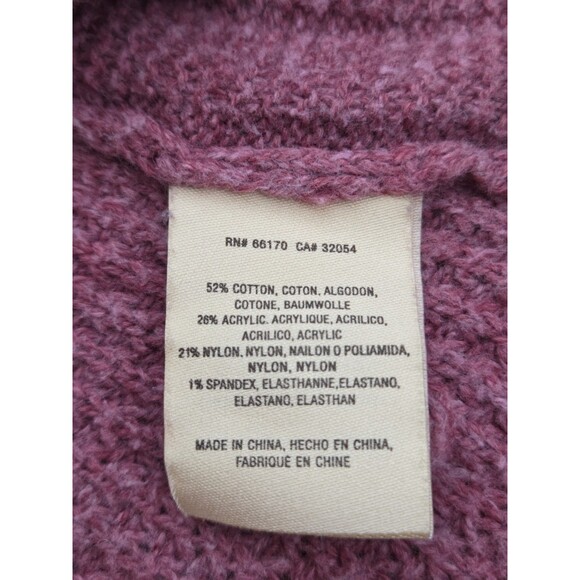 RN# 66170 CA# 32054
52% COTTON, COTON. ALGODON,
COTONE, BAUMWOLLE
26% ACRYLIC. ACRYLIQUE, ACRILICO,
ACRILICO, ACRYLIC
21% NYLON. NYLON, NAILON O POLIAMIDA,
NYLON, NYLON
1% SPANDEX, ELASTHANNE,ELASTANO,
ELASTANO, ELASTHAN
MADE IN CHINA, HECHO EN CHINA,
FABRIQUÉ EN CHINE